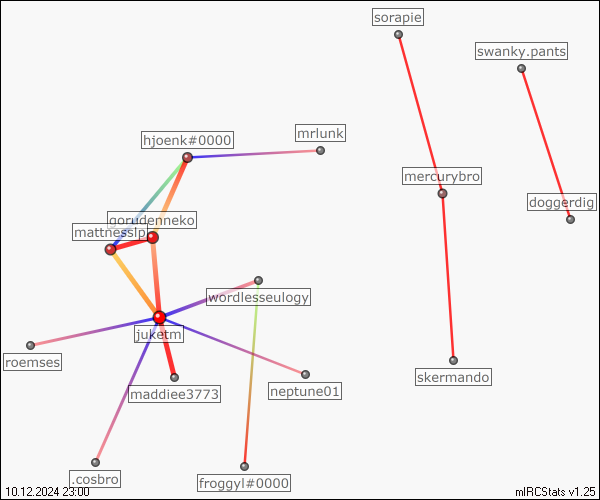 sorapie
swanky.pants
mrlunk
hjoenk#0000
mercurybro
doggerdig
gorudenneko
mattnesslp
wordlesseulogy
juketm
roemses
skermando
maddiee3773
neptune01
.cosbro
froggyl#0000
10.12.2024 23:00
mIRCStats v1.25